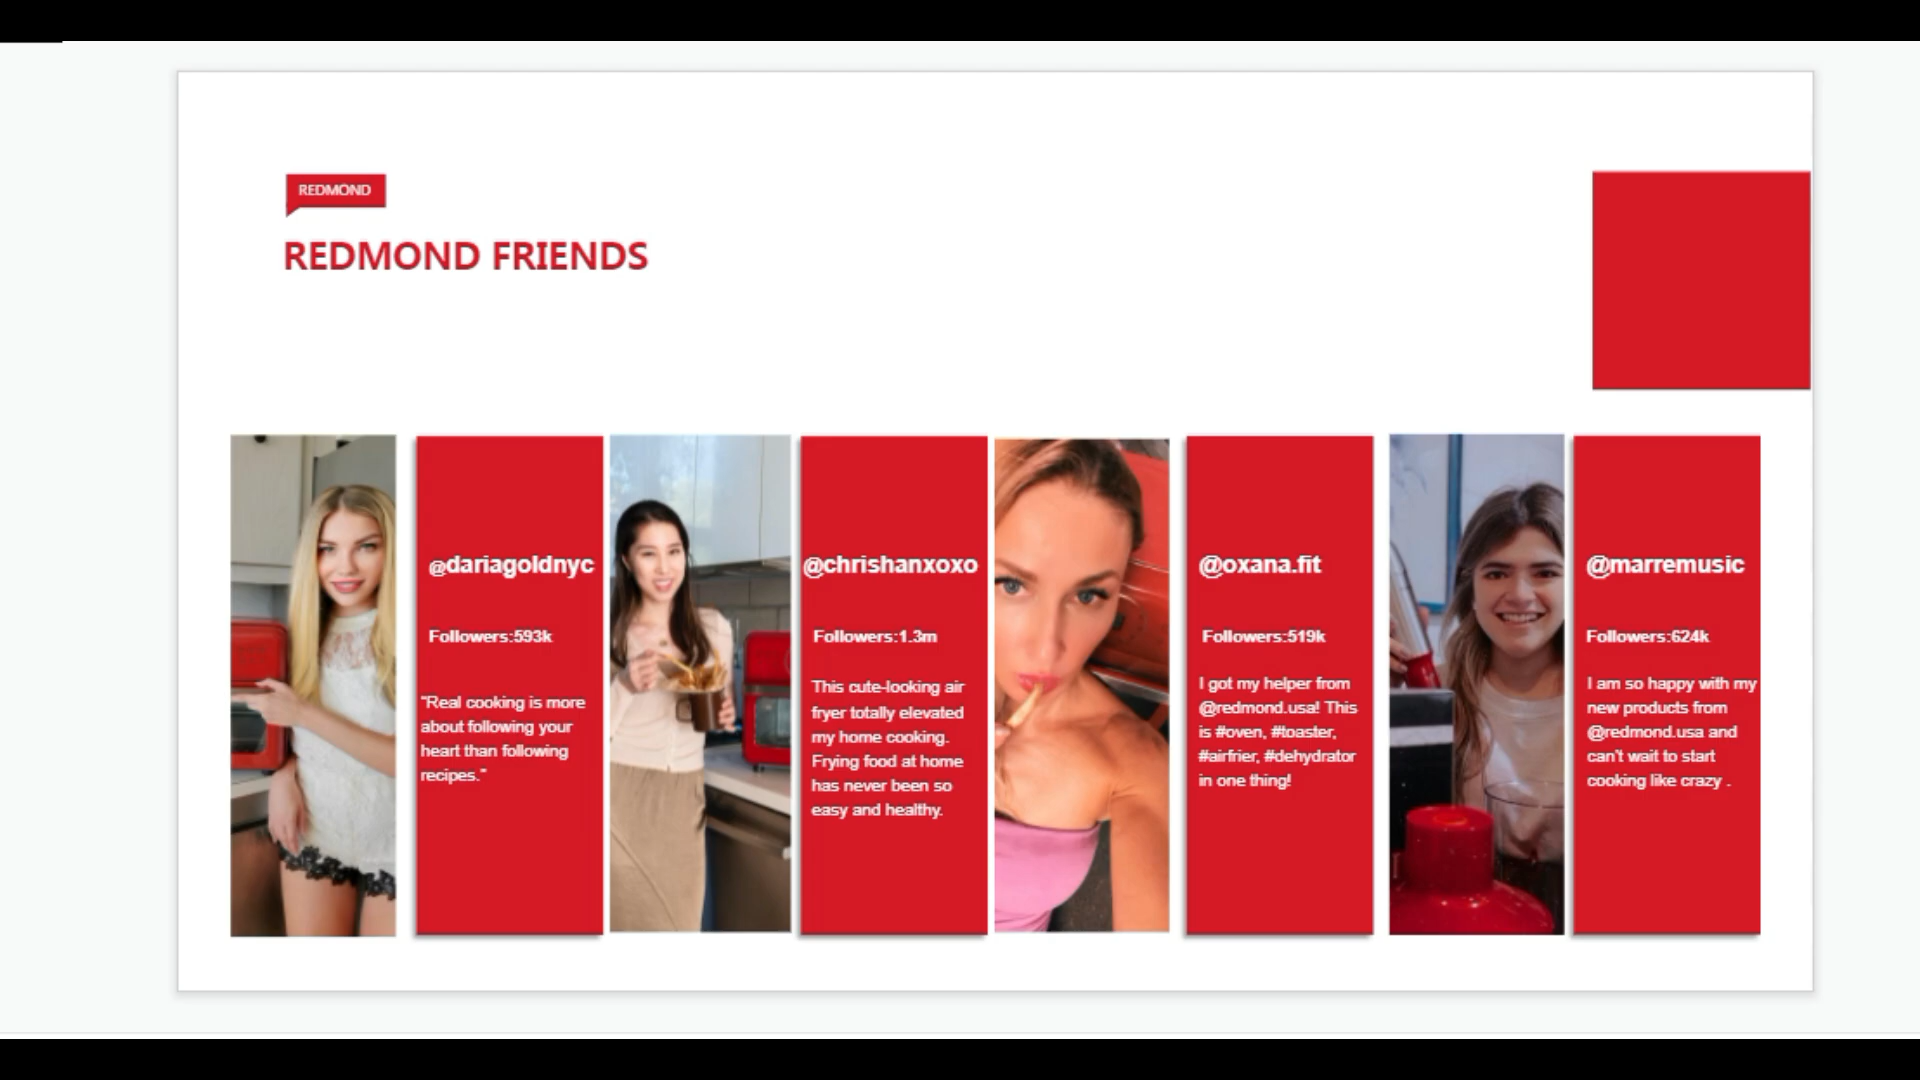 REDMOND
REDMOND FRIENDS
@dariagoldnyc
Followers:593k
"Real cooking is more
about following your
heart than following
recipes."
@chrishanxoxo
Followers:1.3m
This cute-looking air
fryer totally elevated
my home cooking.
Frying food at home
has never been so
easy and healthy.
@oxana.fit
Followers:519k
I got my helper from
@redmond.usa! This
is #oven, #toaster,
#airfrier, #dehydrator
in one thing!
@marremusic
Followers:624k
I am so happy with my
new products from
@redmond.usa and
can't wait to start
cooking like crazy .